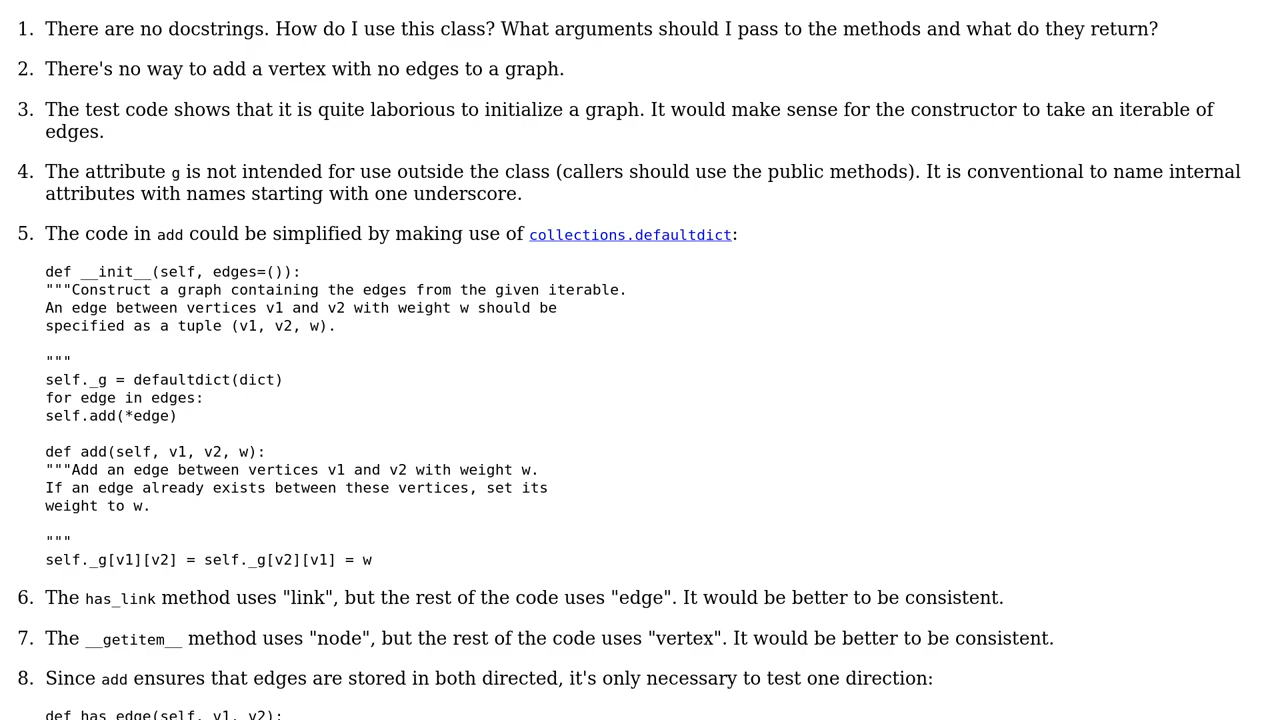 1. There are no docstrings. How do I use this class? What arguments should I pass to the methods and what do they return?
2. There's no way to add a vertex with no edges to a graph.
3. The test code shows that it is quite laborious to initialize a graph. It would make sense for the constructor to take an iterable of
edges.
4. The attribute g is not intended for use outside the class (callers should use the public methods). It is conventional to name internal
attributes with names starting with one underscore.
5. The code in add could be simplified by making use of collections.defaultdict:
def __init__(self, edges=()):
"""Construct a graph containing the edges from the given iterable.
An edge between vertices v1 and v2 with weight w should be
specified as a tuple (v1, v2, w).
"""
self._g = defaultdict(dict)
for edge in edges:
self.add(*edge)
def add(self, v1, v2, w):
"""Add an edge between vertices v1 and v2 with weight w.
If an edge already exists between these vertices, set its
weight to w.
"""
self._g[v1][v2] = self._g[v2][v1] = w
6. The has_link method uses "link", but the rest of the code uses "edge". It would be better to be consistent.
7. The __getitem__ method uses "node", but the rest of the code uses "vertex". It would be better to be consistent.
8. Since add ensures that edges are stored in both directed, it's only necessary to test one direction:
def has_edge(self, v1, v2):